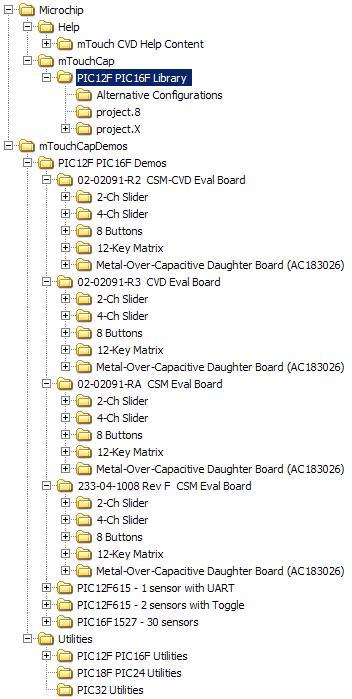 Microchip
Help
mTouch CVD Help Content
mTouchCap
PIC12F PIC16F Library
Alternative Configurations
project.8
project.X
mTouchCapDemos
PIC12F PIC16F Demos
02-02091-R2  CSM-CVD Eval Board
2-Ch Slider
4-Ch Slider
8 Buttons
12-Key Matrix
Metal-Over-Capacitive Daughter Board (AC183026)
02-02091-R3  CVD Eval Board
2-Ch Slider
4-Ch Slider
8 Buttons
12-Key Matrix
Metal-Over-Capacitive Daughter Board (AC183026)
02-02091-RA  CSM Eval Board
2-Ch Slider
4-Ch Slider
8 Buttons
12-Key Matrix
Metal-Over-Capacitive Daughter Board (AC183026)
233-04-1008 Rev F  CSM Eval Board
2-Ch Slider
4-Ch Slider
8 Buttons
12-Key Matrix
Metal-Over-Capacitive Daughter Board (AC183026)
PIC12F615 - 1 sensor with UART
PIC12F615 - 2 sensors with Toggle
PIC16F1527 - 30 sensors
Utilities
PIC12F PIC16F Utilities
PIC18F PIC24 Utilities
PIC32 Utilities